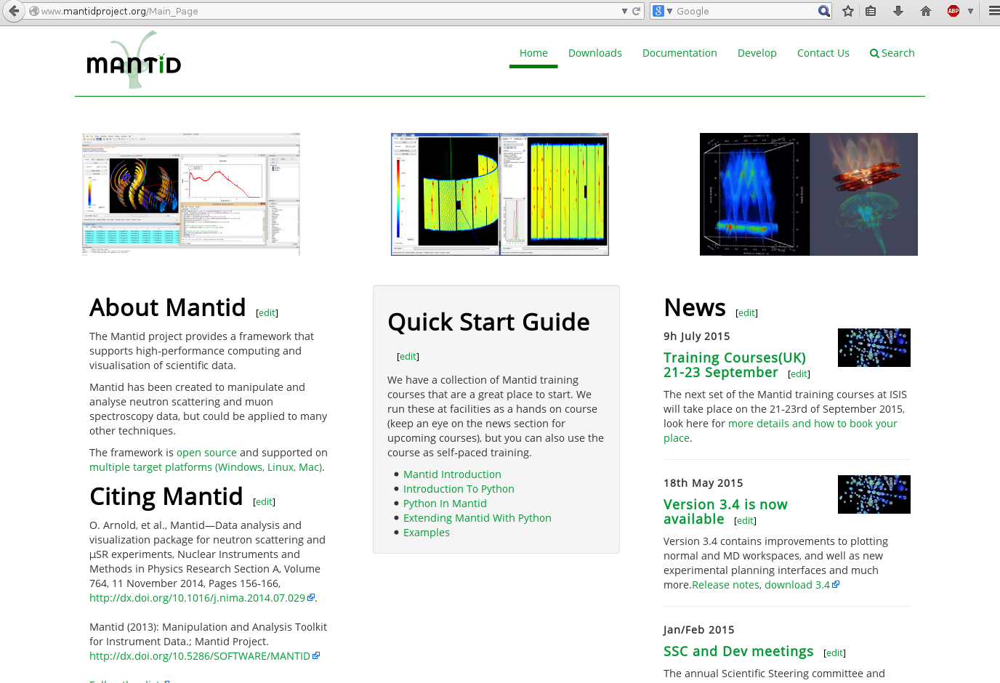 www.mantidproject.org/Main_Page
Google
ABP
MANTiD
Home Downloads Documentation Develop Contact Us Search
About Mantid [edit]
The Mantid project provides a framework that
supports high-performance computing and
visualisation of scientific data.
Mantid has been created to manipulate and
analyse neutron scattering and muon
spectroscopy data, but could be applied to many
other techniques.
The framework is open source and supported on
multiple target platforms (Windows, Linux, Mac).
Citing Mantid [edit]
O. Arnold, et al., Mantid—Data analysis and
visualization package for neutron scattering and
μSR experiments, Nuclear Instruments and
Methods in Physics Research Section A, Volume
764, 11 November 2014, Pages 156-166,
http://dx.doi.org/10.1016/j.nima.2014.07.029.
Mantid (2013): Manipulation and Analysis Toolkit
for Instrument Data.; Mantid Project.
http://dx.doi.org/10.5286/SOFTWARE/MANTID
Quick Start Guide
[edit]
We have a collection of Mantid training
courses that are a great place to start. We
run these at facilities as a hands on course
(keep an eye on the news section for
upcoming courses), but you can also use the
course as self-paced training.
Mantid Introduction
Introduction To Python
Python In Mantid
Extending Mantid With Python
Examples
News [edit]
9h July 2015
Training Courses(UK)
21-23 September [edit]
The next set of the Mantid training courses at ISIS
will take place on the 21-23rd of September 2015,
look here for more details and how to book your
place.
18th May 2015
Version 3.4 is now
available [edit]
Version 3.4 contains improvements to plotting
normal and MD workspaces, and well as new
experimental planning interfaces and much
more.Release notes, download 3.4
Jan/Feb 2015
SSC and Dev meetings [edit]
The annual Scientific Steering committee and